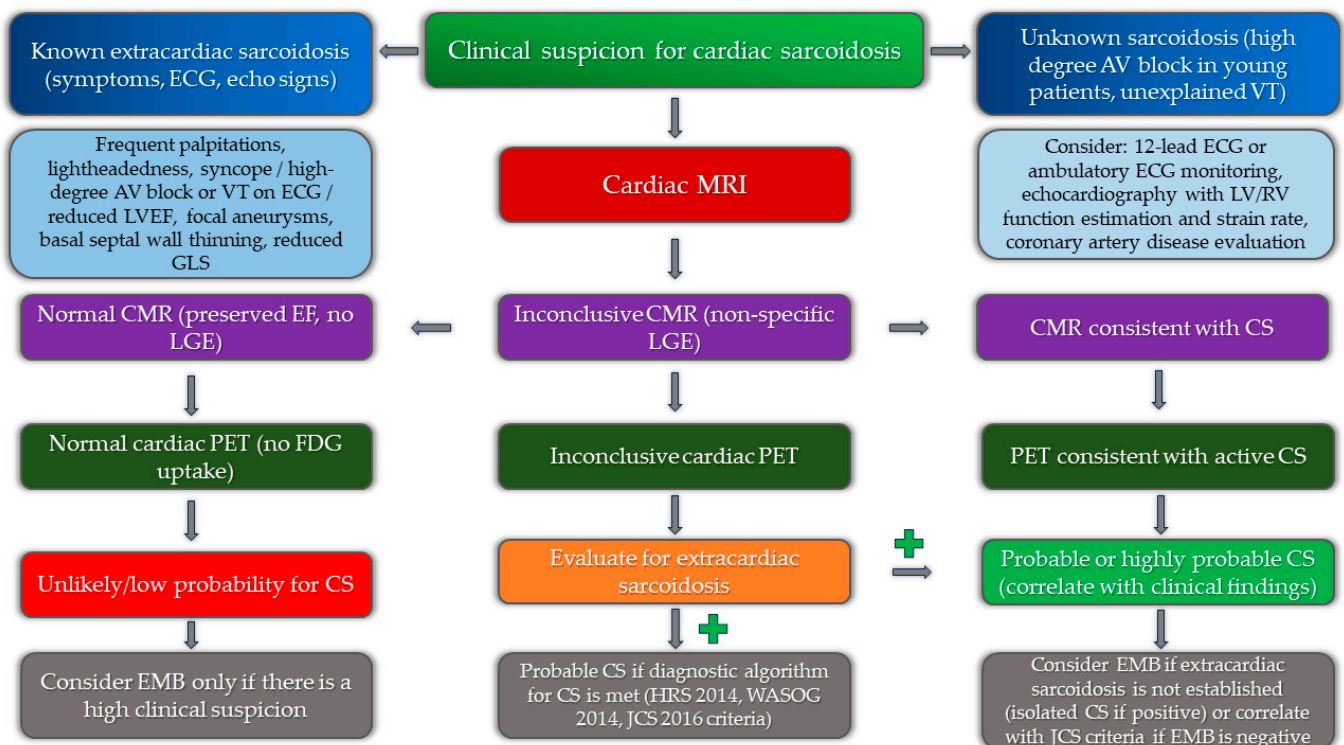 Known extracardiac sarcoidosis
(symptoms, ECG, echo signs)
Clinical suspicion for cardiac sarcoidosis
Unknown sarcoidosis (high
degree AV block in young
patients, unexplained VT)
Frequent palpitations,
lightheadedness, syncope / high-
degree AV block or VT on ECG /
reduced LVEF, focal aneurysms,
basal septal wall thinning, reduced
GLS
Cardiac MRI
Consider: 12-lead ECG or
ambulatory ECG monitoring,
echocardiography with LV/RV
function estimation and strain rate,
coronary artery disease evaluation
Normal CMR (preserved EF, no
LGE)
Inconclusive CMR (non-specific
LGE)
CMR consistent with CS
Normal cardiac PET (no FDG
uptake)
Inconclusive cardiac PET
PET consistent with active CS
Unlikely/low probability for CS
Evaluate for extracardiac
sarcoidosis
Probable or highly probable CS
(correlate with clinical findings)
Consider EMB only if there is a
high clinical suspicion
Probable CS if diagnostic algorithm
for CS is met (HRS 2014, WASOG
2014, JCS 2016 criteria)
Consider EMB if extracardiac
sarcoidosis is not established
(isolated CS if positive) or correlate
with JCS criteria if EMB is negative